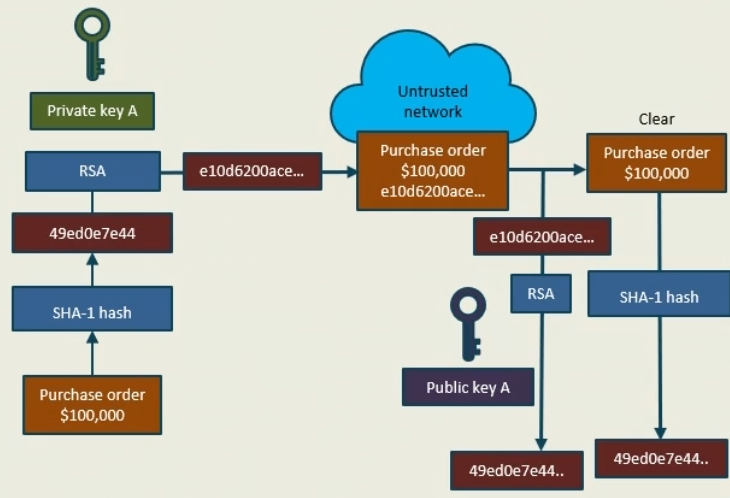 Private key A
RSA
49ed0e7e44
SHA-1 hash
Purchase order
$100,000
e10d6200ace...
Untrusted
network
Purchase order
$100,000
e10d6200ace...
Clear
Purchase order
$100,000
e10d6200ace...
RSA
SHA-1 hash
Public key A
49ed0e7e44..
49ed0e7e44..